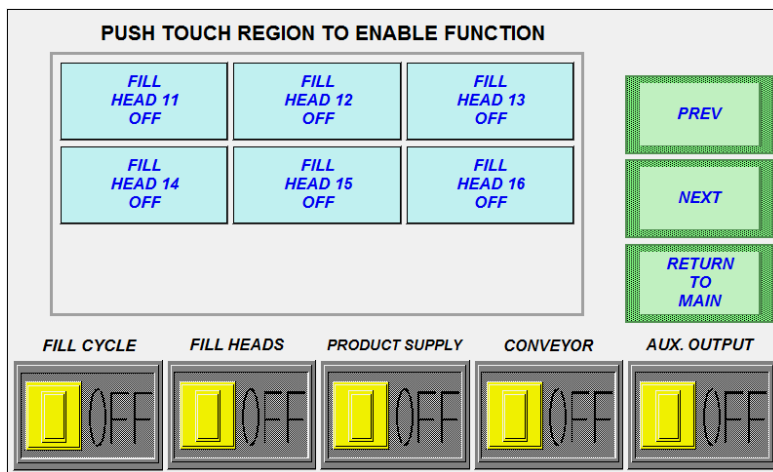 PUSH TOUCH REGION TO ENABLE FUNCTION
FILL
HEAD 11
OFF
FILL
HEAD 12
OFF
FILL
HEAD 13
OFF
PREV
FILL
HEAD 14
OFF
FILL
HEAD 15
OFF
FILL
HEAD 16
OFF
NEXT
RETURN
TO
MAIN
FILL CYCLE
FILL HEADS
PRODUCT SUPPLY
CONVEYOR
AUX. OUTPUT
OFF
OFF
OFF
OFF
OFF